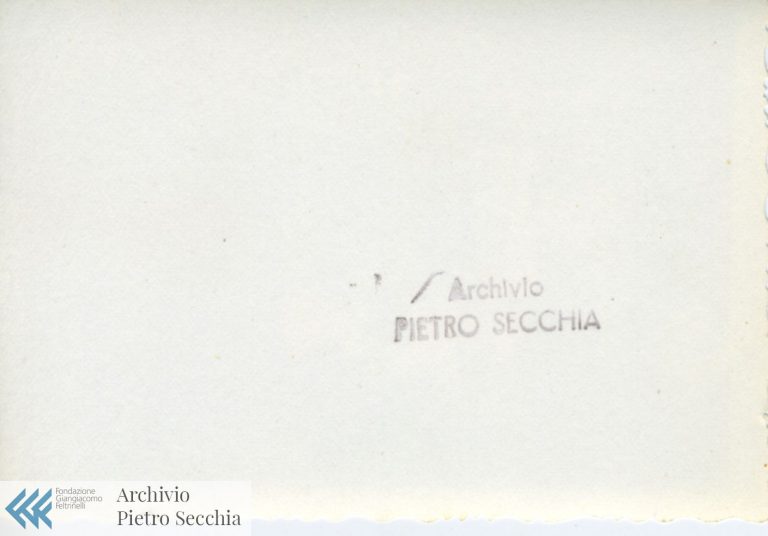 Archivio
PIETRO SECCHIA
Fondazione
Giangiacomo
Feltrinelli
Archivio
Pietro Secchia